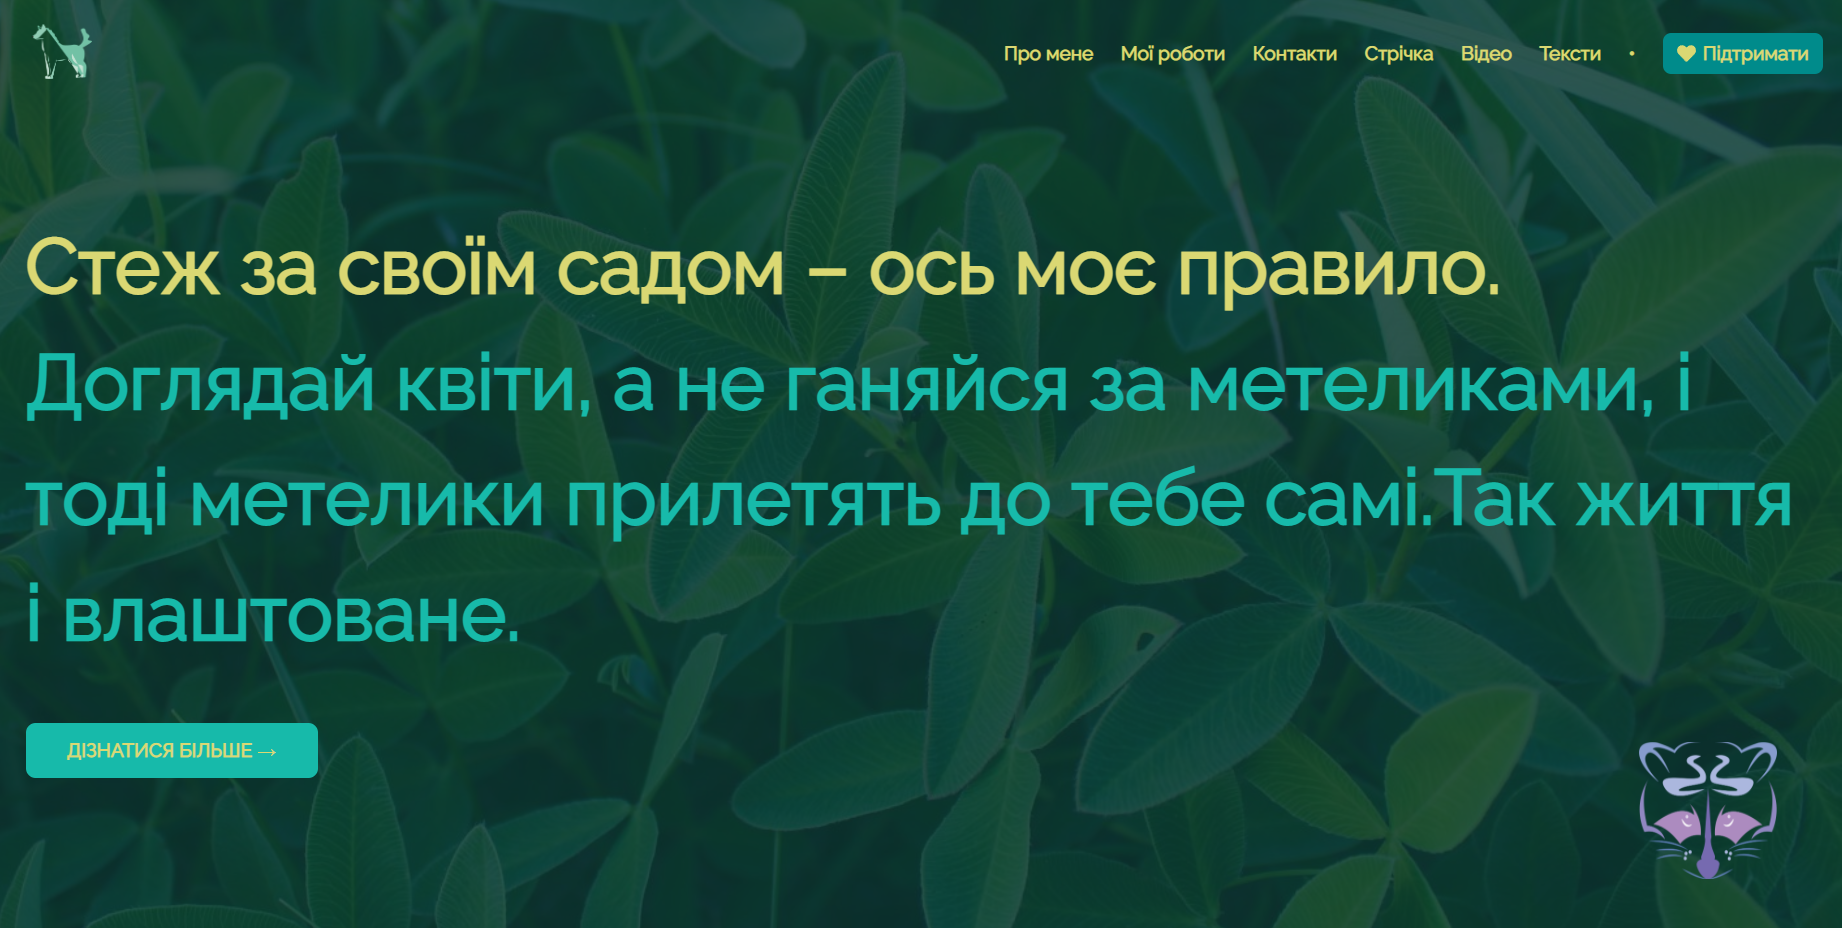 Про мене Мої роботи Контакти Стрічка Відео Тексти • Підтримати
Стеж за своїм садом – ось моє правило.
Доглядай квіти, а не ганяйся за метеликами, і
тоді метелики прилетять до тебе самі.Так життя
і влаштоване.
ДІЗНАТИСЯ БІЛЬШЕ →